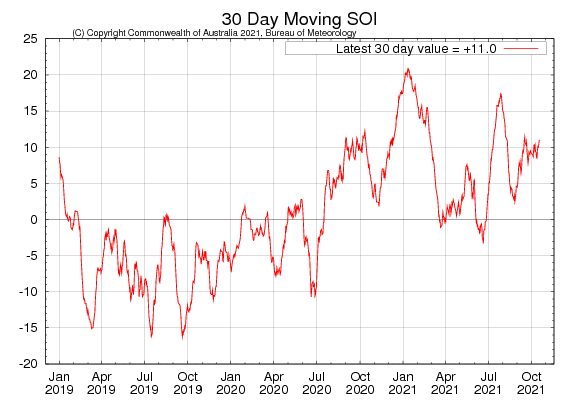 30 Day Moving SOI
(C) Copyright Commonwealth of Australia 2021, Bureau of Meteorology
Latest 30 day value = +11.0
25
20
15
10
5
0
-5
-10
-15
-20
Jan Apr Jul Oct Jan Apr Jul Oct Jan Apr Jul Oct
2019 2019 2019 2019 2020 2020 2020 2020 2021 2021 2021 2021